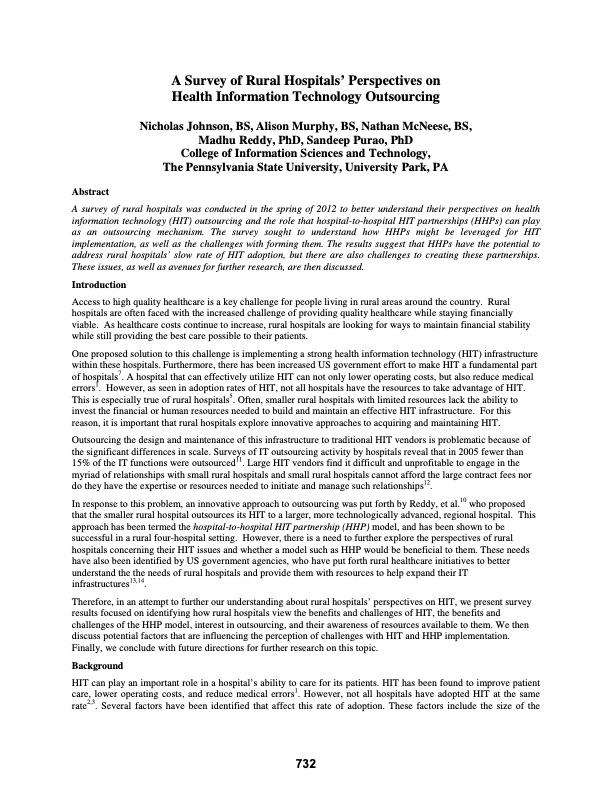 A Survey of Rural Hospitals' Perspectives on
Health Information Technology Outsourcing
Nicholas Johnson, BS, Alison Murphy, BS, Nathan McNeese, BS,
Madhu Reddy, PhD, Sandeep Purao, PhD
College of Information Sciences and Technology,
The Pennsylvania State University, University Park, PA
Abstract
A survey of rural hospitals was conducted in the spring of 2012 to better understand their perspectives on health
information technology (HIT) outsourcing and the role that hospital-to-hospital HIT partnerships (HHPs) can play
as an outsourcing mechanism. The survey sought to understand how HHPs might be leveraged for HIT
implementation, as well as the challenges with forming them. The results suggest that HHPs have the potential to
address rural hospitals' slow rate of HIT adoption, but there are also challenges to creating these partnerships.
These issues, as well as avenues for further research, are then discussed.
Introduction
Access to high quality healthcare is a key challenge for people living in rural areas around the country. Rural
hospitals are often faced with the increased challenge of providing quality healthcare while staying financially
viable. As healthcare costs continue to increase, rural hospitals are looking for ways to maintain financial stability
while still providing the best care possible to their patients.
One proposed solution to this challenge is implementing a strong health information technology (HIT) infrastructure
within these hospitals. Furthermore, there has been increased US government effort to make HIT a fundamental part
of hospitals7. A hospital that can effectively utilize HIT can not only lower operating costs, but also reduce medical
errors. However, as seen in adoption rates of HIT, not all hospitals have the resources to take advantage of HIT.
This is especially true of rural hospitals5. Often, smaller rural hospitals with limited resources lack the ability to
invest the financial or human resources needed to build and maintain an effective HIT infrastructure. For this
reason, it is important that rural hospitals explore innovative approaches to acquiring and maintaining HIT.
Outsourcing the design and maintenance of this infrastructure to traditional HIT vendors is problematic because of
the significant differences in scale. Surveys of IT outsourcing activity by hospitals reveal that in 2005 fewer than
15% of the IT functions were outsourced11. Large HIT vendors find it difficult and unprofitable to engage in the
myriad of relationships with small rural hospitals and small rural hospitals cannot afford the large contract fees nor
do they have the expertise or resources needed to initiate and manage such relationships12.
In response to this problem, an innovative approach to outsourcing was put forth by Reddy, et al.10 who proposed
that the smaller rural hospital outsources its HIT to a larger, more technologically advanced, regional hospital. This
approach has been termed the hospital-to-hospital HIT partnership (HHP) model, and has been shown to be
successful in a rural four-hospital setting. However, there is a need to further explore the perspectives of rural
hospitals concerning their HIT issues and whether a model such as HHP would be beneficial to them. These needs
have also been identified by US government agencies, who have put forth rural healthcare initiatives to better
understand the the needs of rural hospitals and provide them with resources to help expand their IT
infrastructures13,14.
Therefore, in an attempt to further our understanding about rural hospitals' perspectives on HIT, we present survey
results focused on identifying how rural hospitals view the benefits and challenges of HIT, the benefits and
challenges of the HHP model, interest in outsourcing, and their awareness of resources available to them. We then
discuss potential factors that are influencing the perception of challenges with HIT and HHP implementation.
Finally, we conclude with future directions for further research on this topic.
Background
HIT can play an important role in a hospital's ability to care for its patients. HIT has been found to improve patient
care, lower operating costs, and reduce medical errors1. However, not all hospitals have adopted HIT at the same
rate2,3. Several factors have been identified that affect this rate of adoption. These factors include the size of the
732